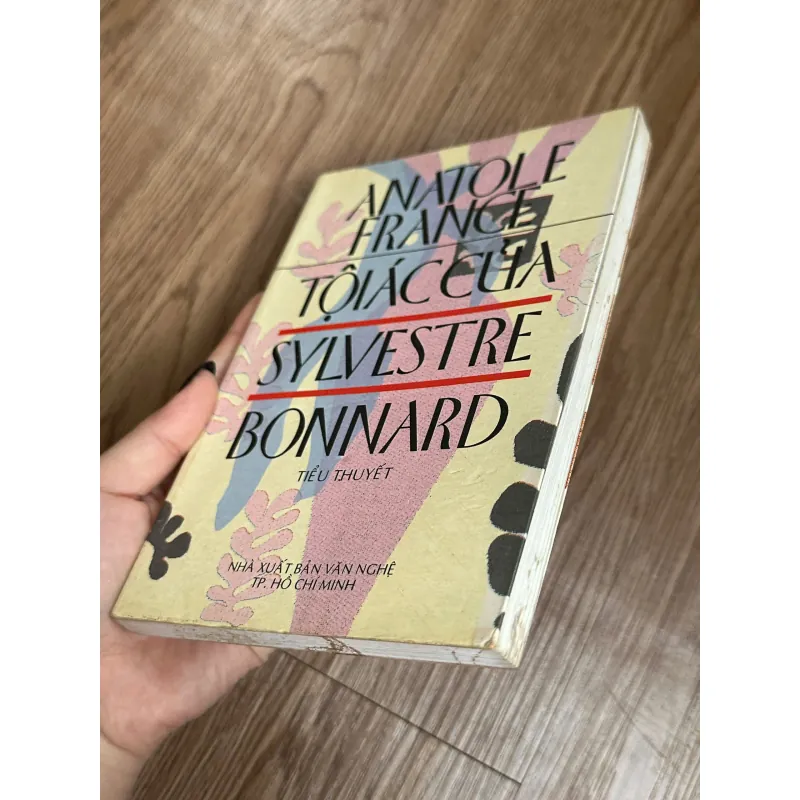 ANATOLE
FRANCE
TỘI ÁC CỦA
SYLVESTRE
BONNARD
TIỂU THUYẾT
NHÀ XUẤT BẢN VĂN NGHỆ
TP. HỒ CHÍ MINH